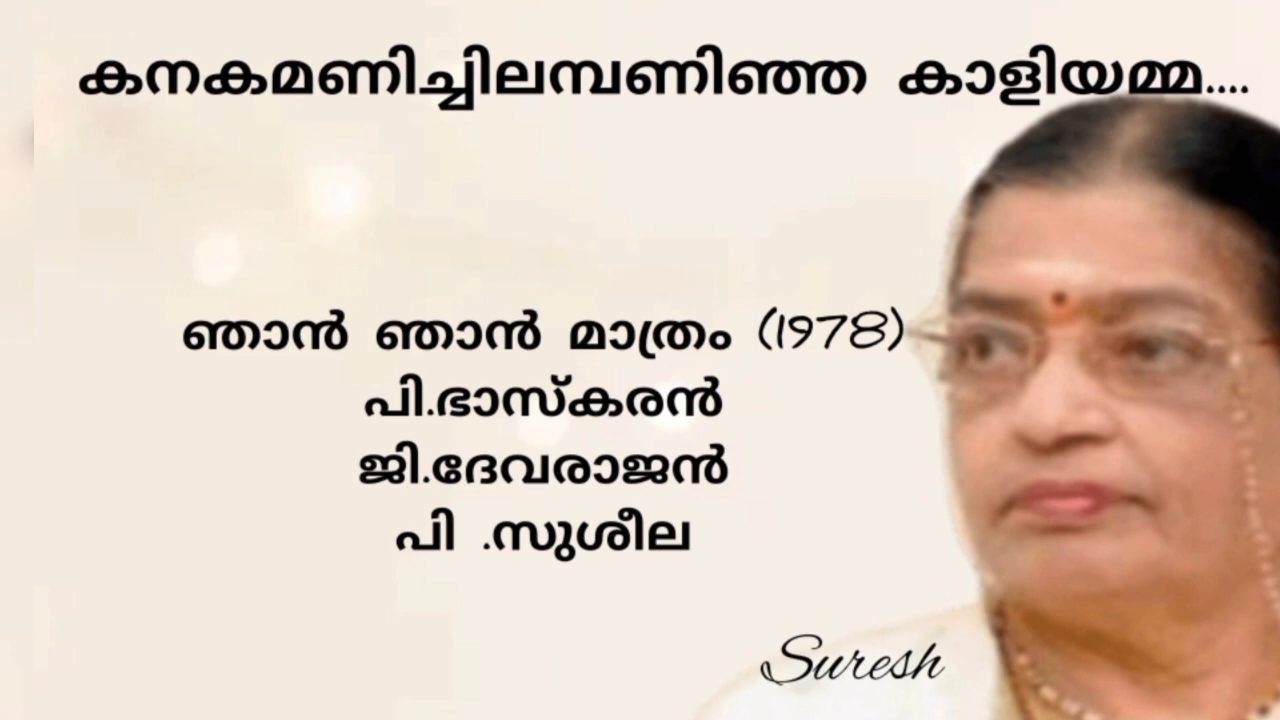 കനകമണിച്ചിലമ്പണിഞ്ഞ കാളിയമ്മ....
ഞാൻ ഞാൻ മാത്രം (1978)
പി.ഭാസ്കരൻ
ജി.ദേവരാജൻ
പി .സുശീല
Suresh